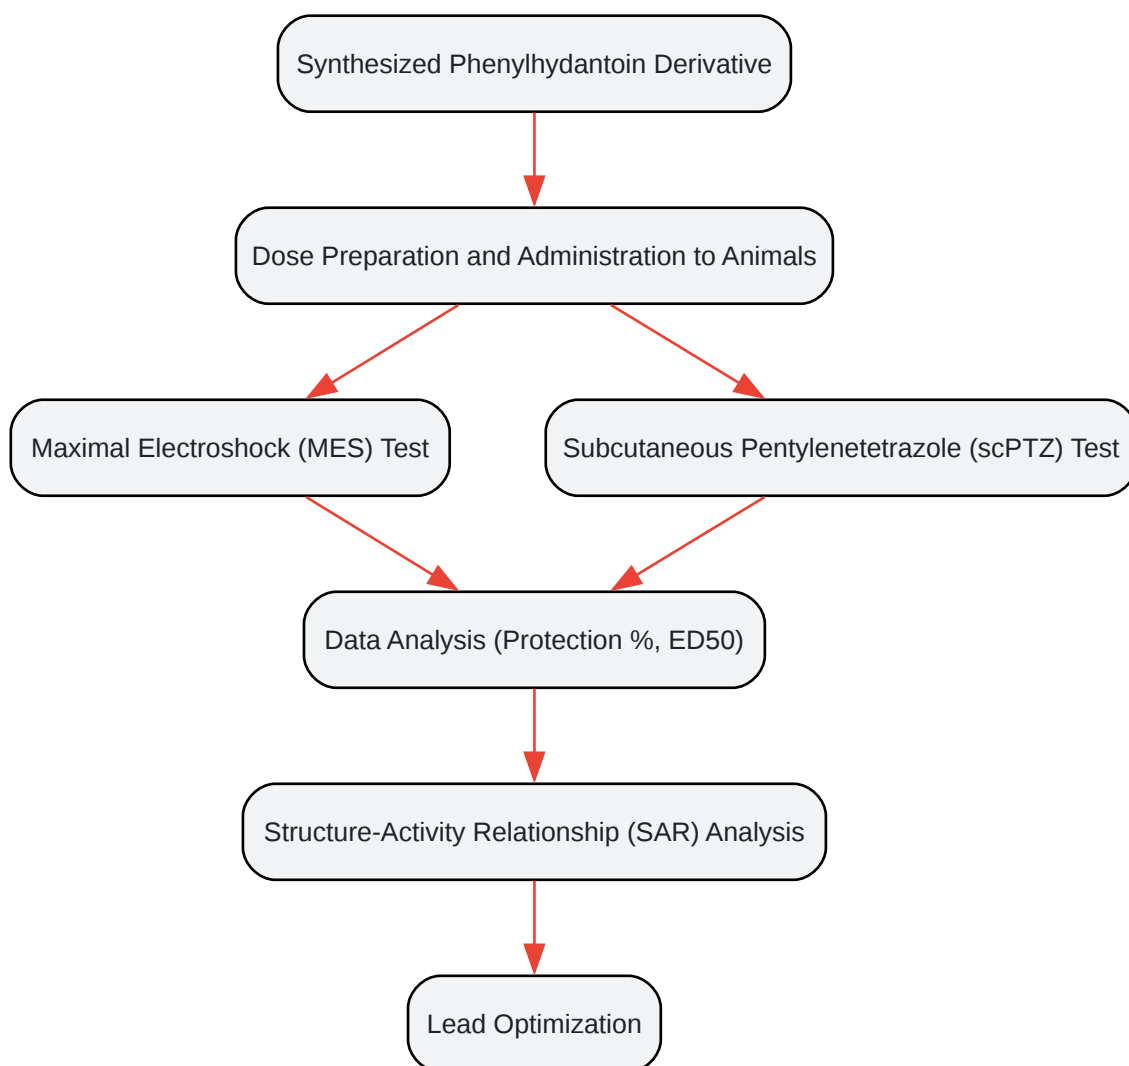 Synthesized Phenylhydantoin Derivative
Dose Preparation and Administration to Animals
Maximal Electroshock (MES) Test
Subcutaneous Pentylenetetrazole (scPTZ) Test
Data Analysis (Protection %, ED50)
Structure-Activity Relationship (SAR) Analysis
Lead Optimization